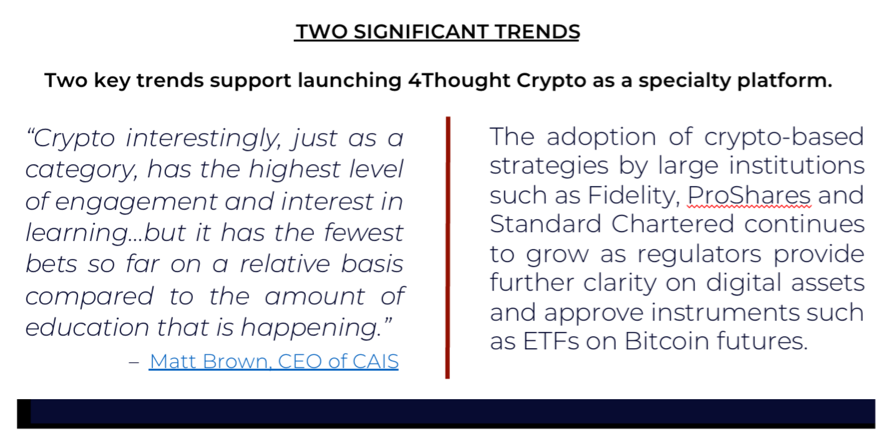 TWO SIGNIFICANT TRENDS
Two key trends support launching 4Thought Crypto as a specialty platform.
“Crypto interestingly, just as a
category, has the highest level
of engagement and interest in
learning...but it has the fewest
bets so far on a relative basis
compared to the amount of
education that is happening.”
– Matt Brown, CEO of CAIS
The adoption of crypto-based
strategies by large institutions
such as Fidelity, ProShares and
Standard Chartered continues
to grow as regulators provide
further clarity on digital assets
and approve instruments such
as ETFs on Bitcoin futures.